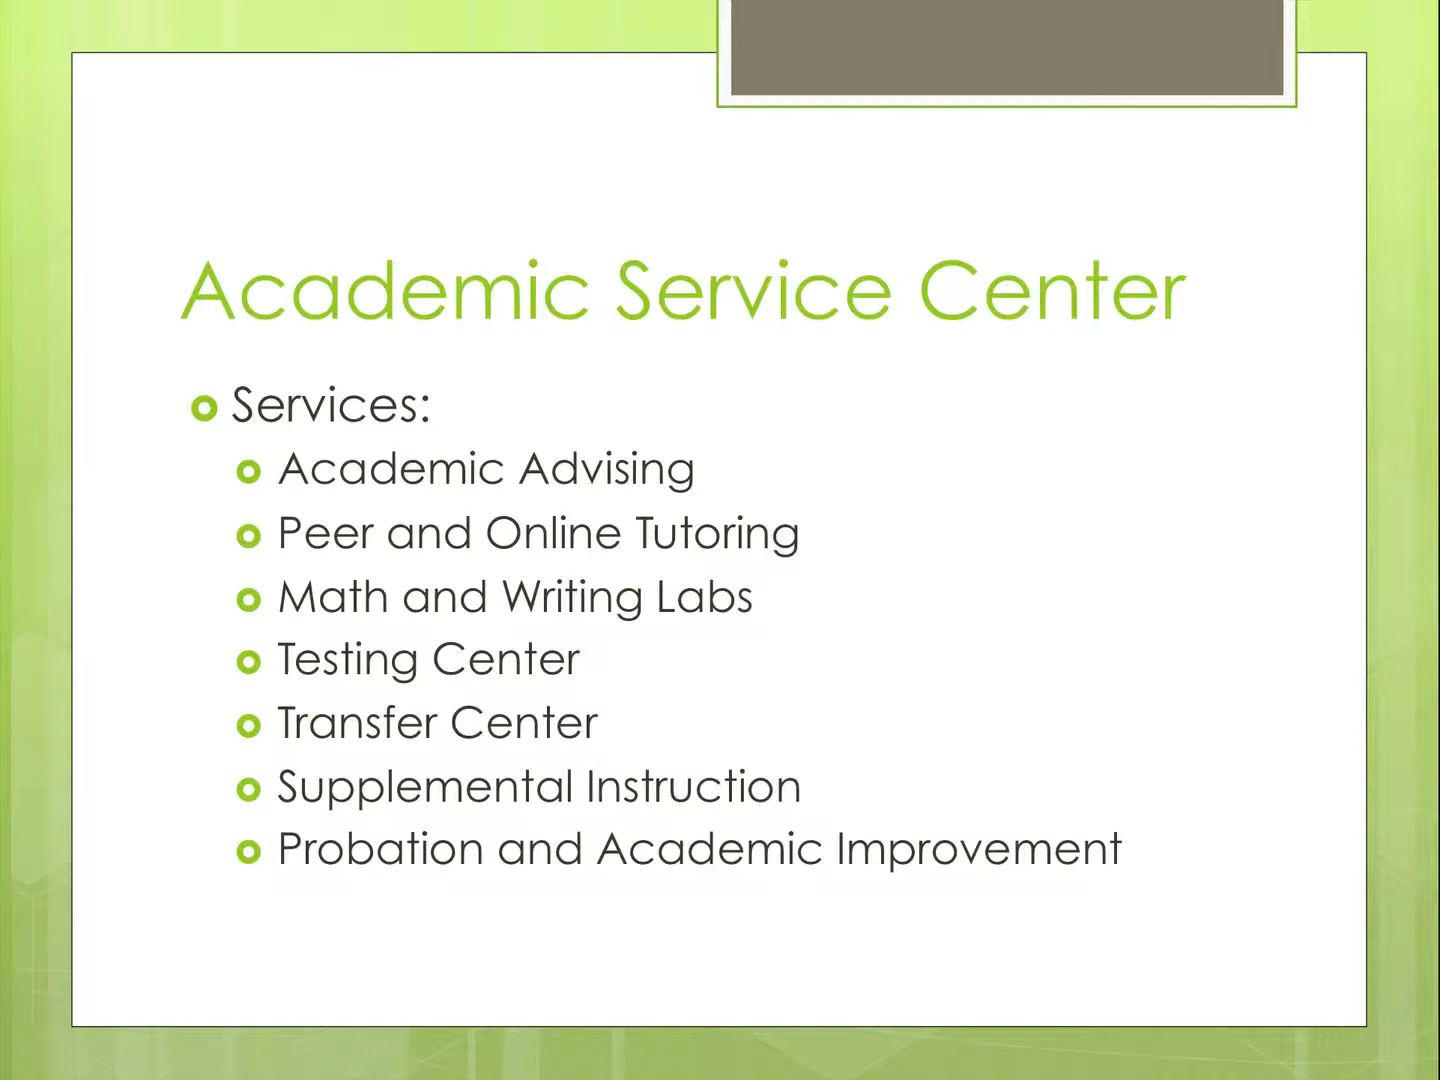 Academic Service Center
Services:
Academic Advising
Peer and Online Tutoring
Math and Writing Labs
Testing Center
Transfer Center
Supplemental Instruction
Probation and Academic Improvement